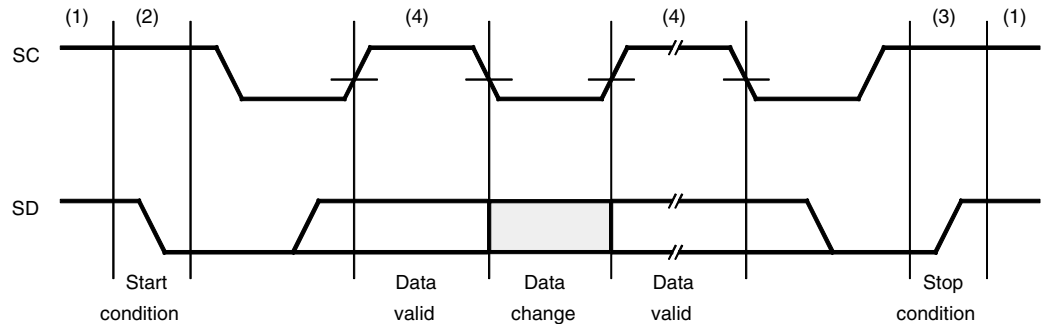 (1) (2) (4) (4) (3) (1)
SC
SD
Start condition
Data valid
Data change
Data valid
Stop condition